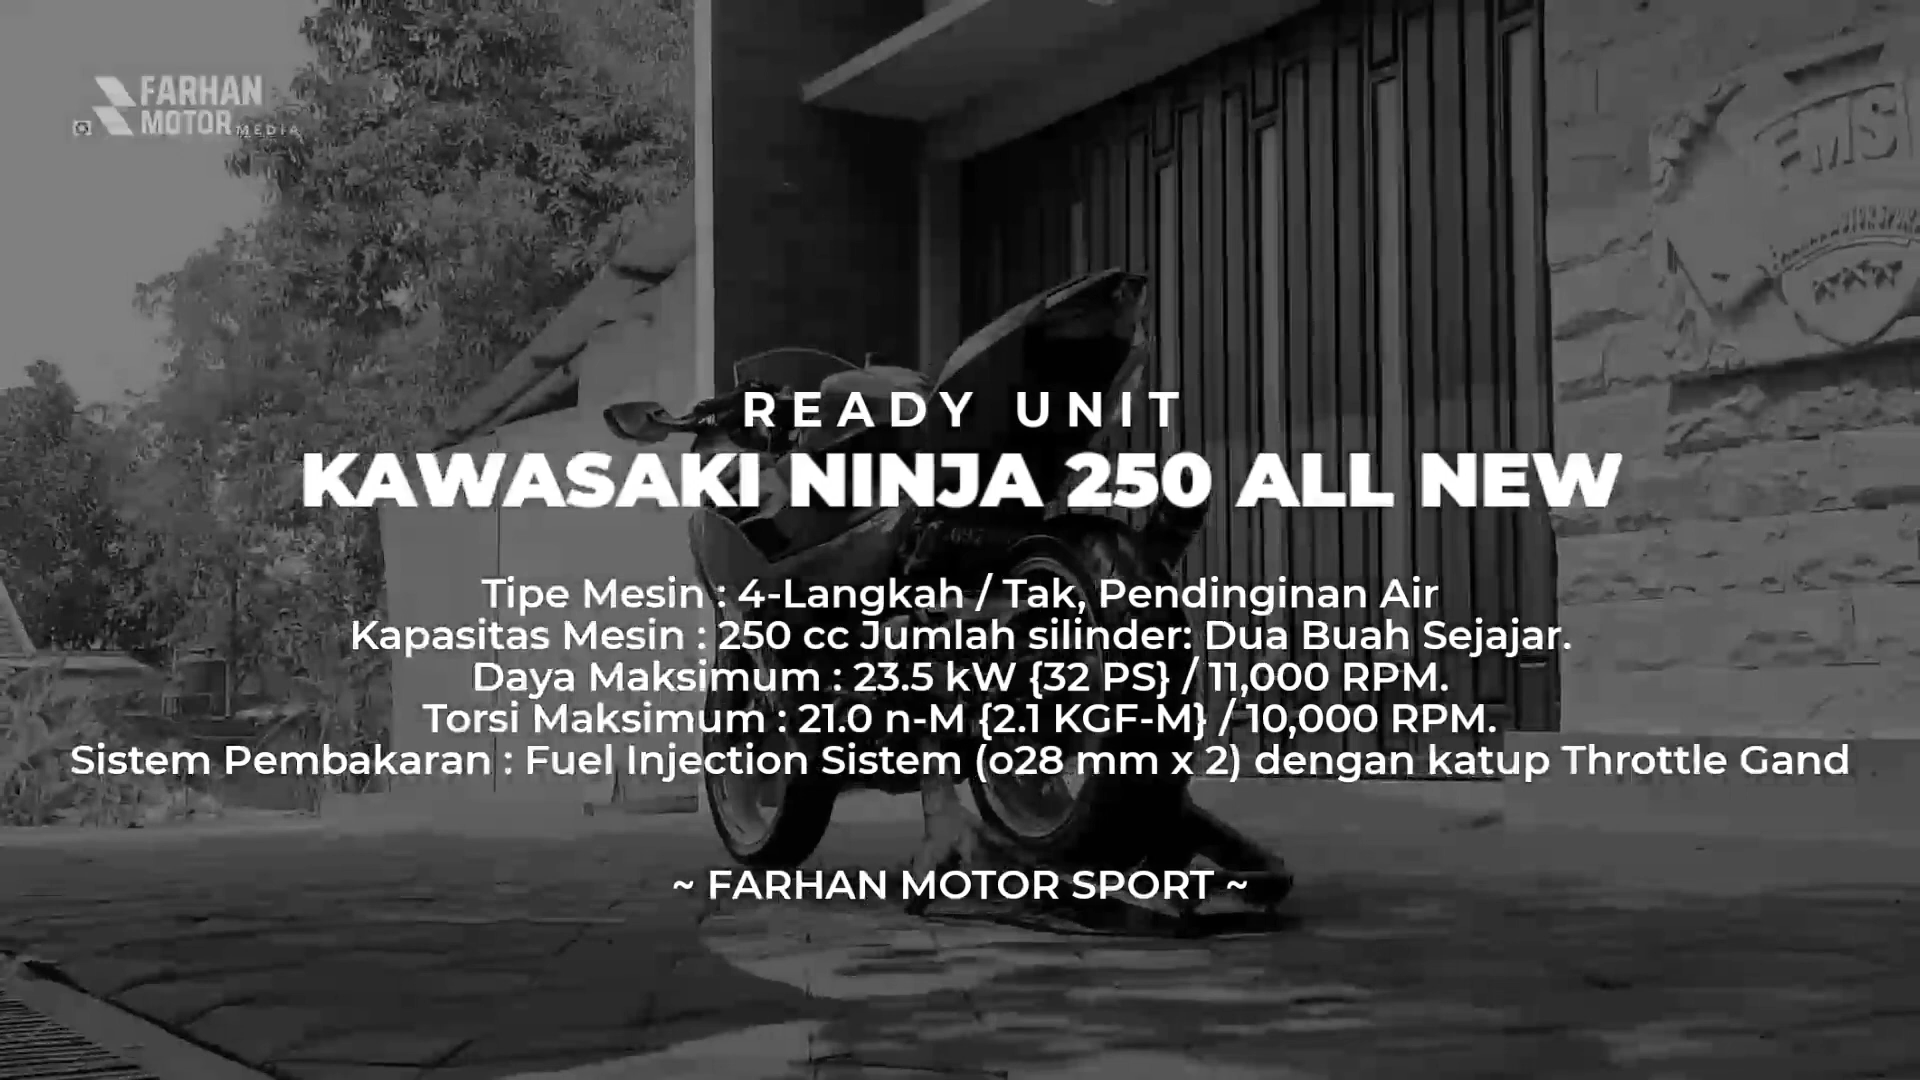 FARHAN
MOTOR MEDIA
READY UNIT
KAWASAKI NINJA 250 ALL NEW
Tipe Mesin : 4-Langkah / Tak, Pendinginan Air
Kapasitas Mesin : 250 cc Jumlah silinder: Dua Buah Sejajar.
Daya Maksimum : 23.5 kW {32 PS} / 11,000 RPM.
Torsi Maksimum : 21.0 n-M {2.1 KGF-M} / 10,000 RPM.
Sistem Pembakaran : Fuel Injection Sistem (o28 mm x 2) dengan katup Throttle Gand
~ FARHAN MOTOR SPORT ~